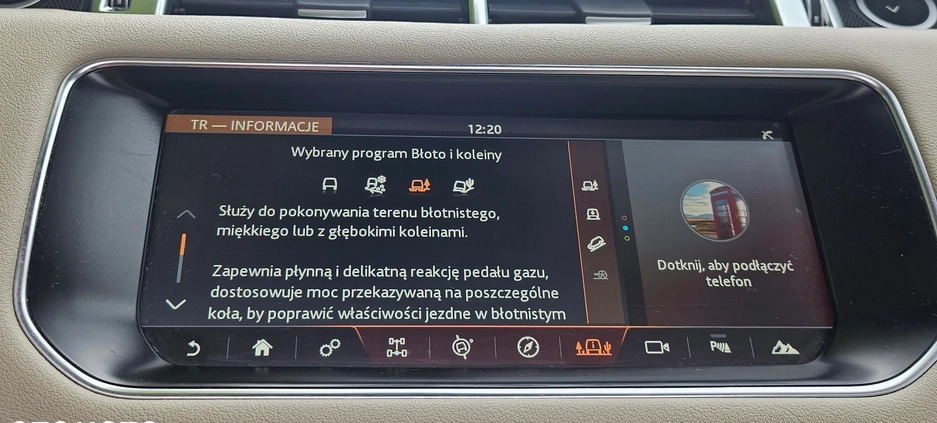 TR — INFORMACJE
12:20
Wybrany program Błoto i koleiny
Służy do pokonywania terenu błotnistego,
miękkiego lub z głębokimi koleinami.
Zapewnia płynną i delikatną reakcję pedału gazu,
dostosowuje moc przekazywaną na poszczególne
koła, by poprawić właściwości jezdne w błotnistym
Dotknij, aby podłączyć
telefon